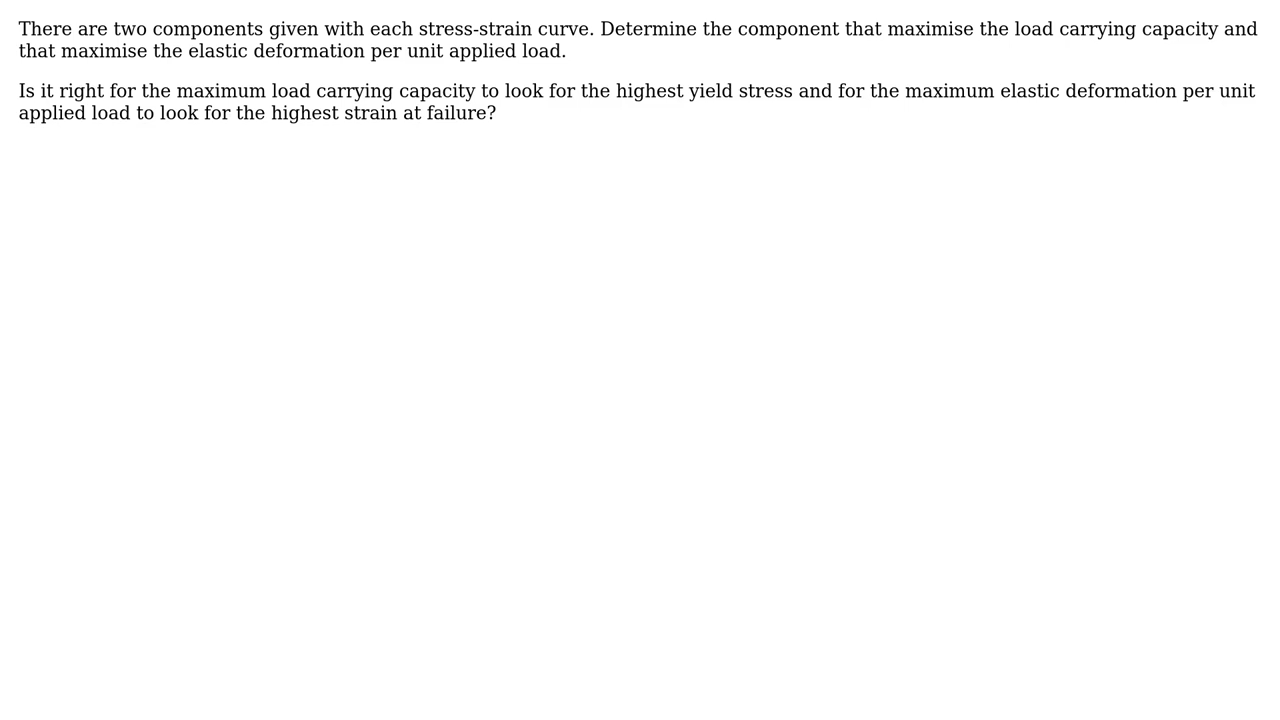 There are two components given with each stress-strain curve. Determine the component that maximise the load carrying capacity and
that maximise the elastic deformation per unit applied load.
Is it right for the maximum load carrying capacity to look for the highest yield stress and for the maximum elastic deformation per unit
applied load to look for the highest strain at failure?